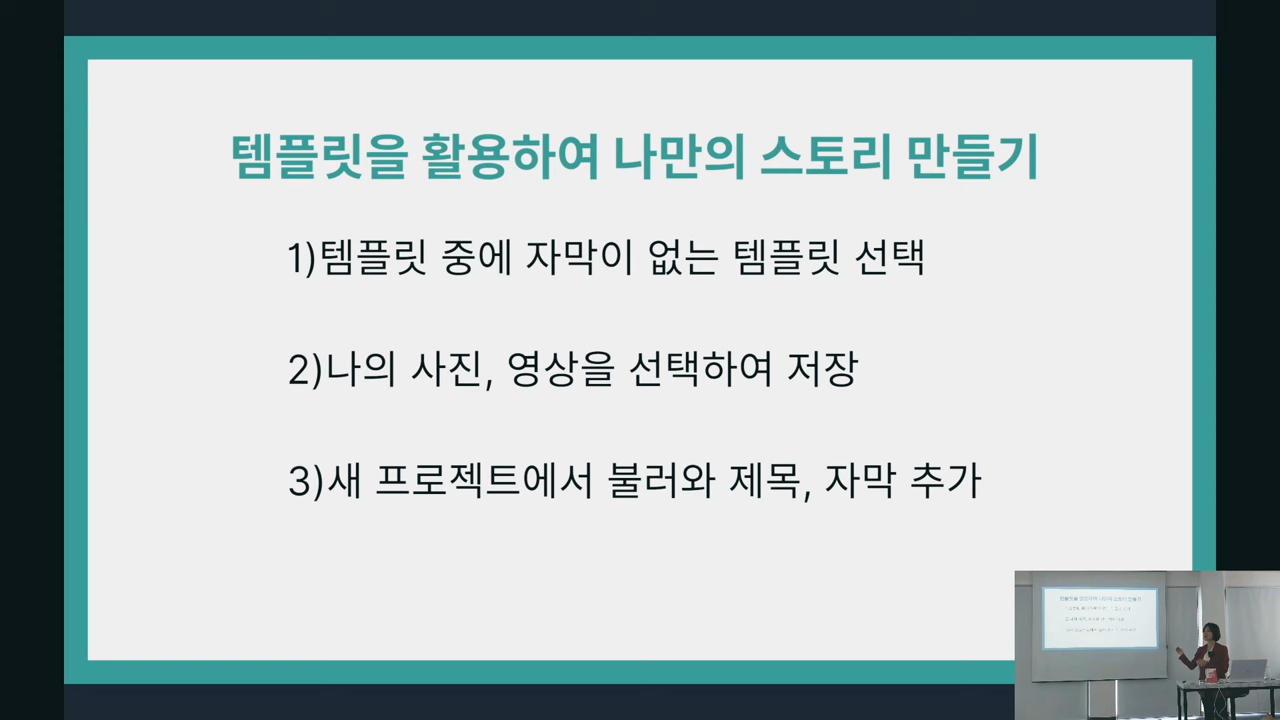 템플릿을 활용하여 나만의 스토리 만들기
1)템플릿 중에 자막이 없는 템플릿 선택
2)나의 사진, 영상을 선택하여 저장
3)새 프로젝트에서 불러와 제목, 자막 추가